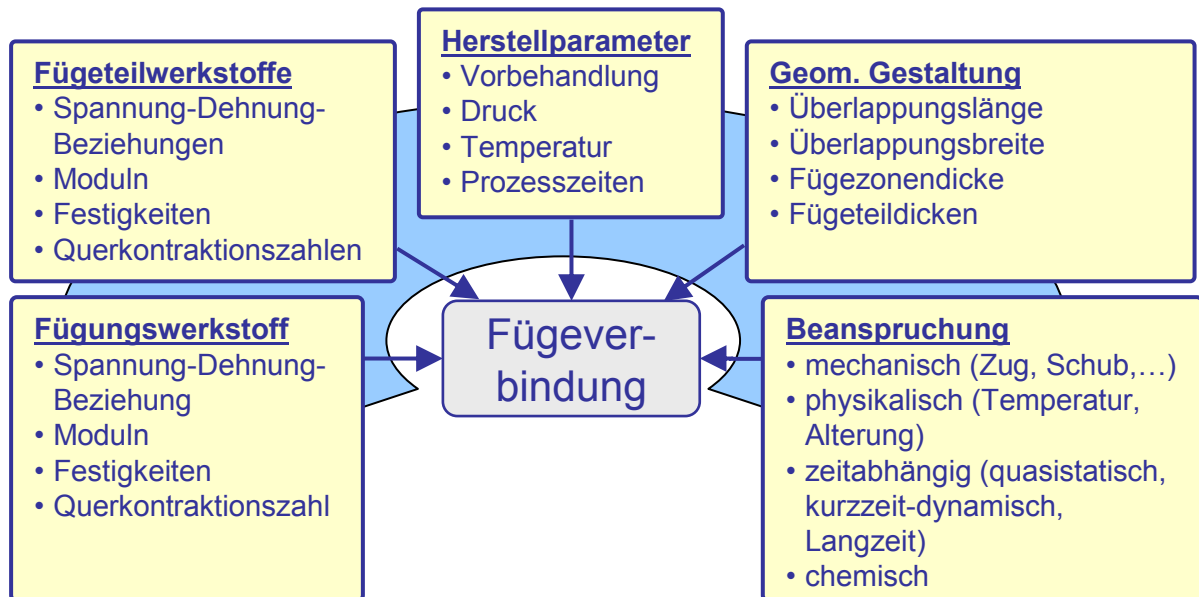 Fügeteilwerkstoffe
• Spannung-Dehnung-
Beziehungen
• Moduln
• Festigkeiten
• Querkontraktionszahlen
Herstellparameter
• Vorbehandlung
• Druck
• Temperatur
• Prozesszeiten
Geom. Gestaltung
• Überlappungslänge
• Überlappungsbreite
• Fügezonendicke
• Fügeteildicken
Fügungswerkstoff
• Spannung-Dehnung-
Beziehung
• Moduln
• Festigkeiten
• Querkontraktionszahl
Fügever-
bindung
Beanspruchung
• mechanisch (Zug, Schub,…)
• physikalisch (Temperatur,
Alterung)
• zeitabhängig (quasistatisch,
kurzzeit-dynamisch,
Langzeit)
• chemisch